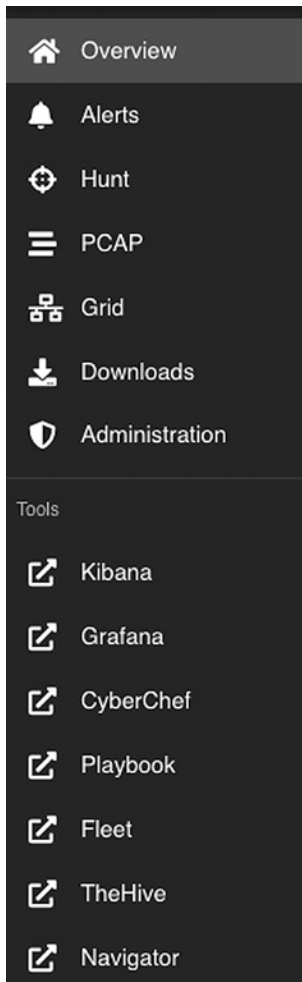 Overview
Alerts
Hunt
PCAP
Grid
Downloads
Administration
Tools
Kibana
Grafana
CyberChef
Playbook
Fleet
TheHive
Navigator